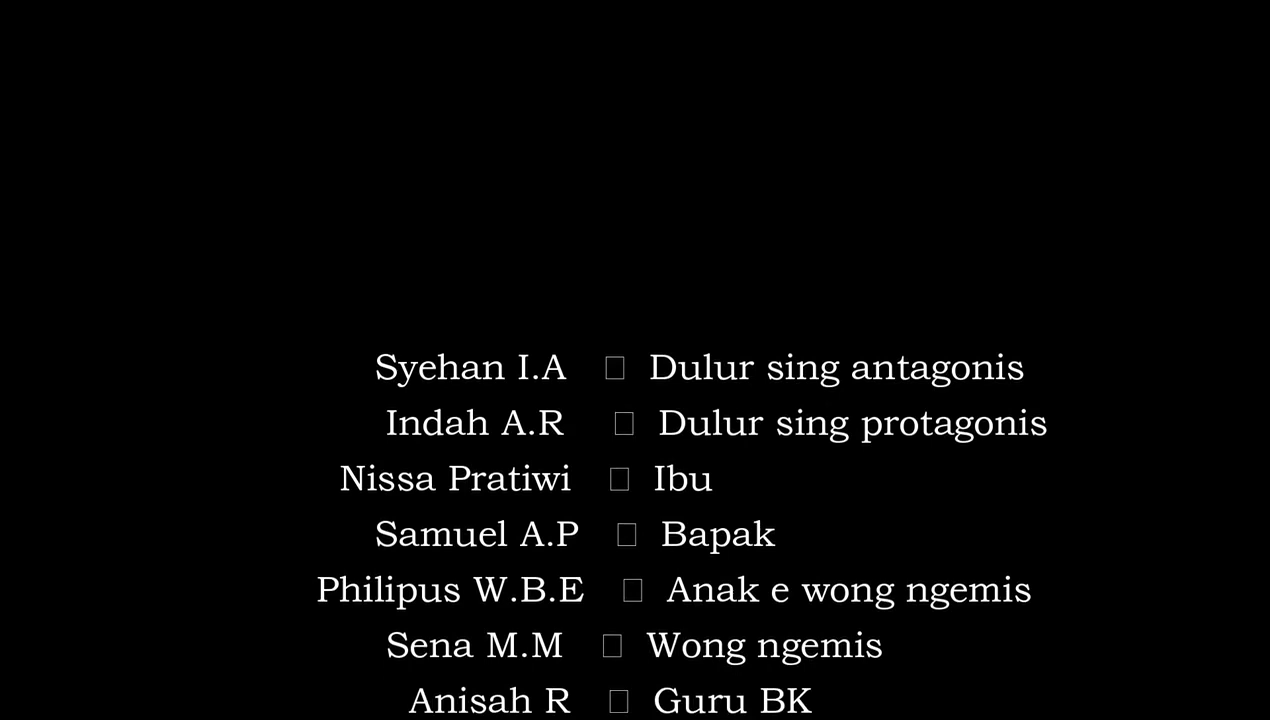 Syehan I.A □ Dulur sing antagonis
Indah A.R □ Dulur sing protagonis
Nissa Pratiwi □ Ibu
Samuel A.P □ Bapak
Philipus W.B.E □ Anak e wong ngemis
Sena M.M □ Wong ngemis
Anisah R □ Guru BK